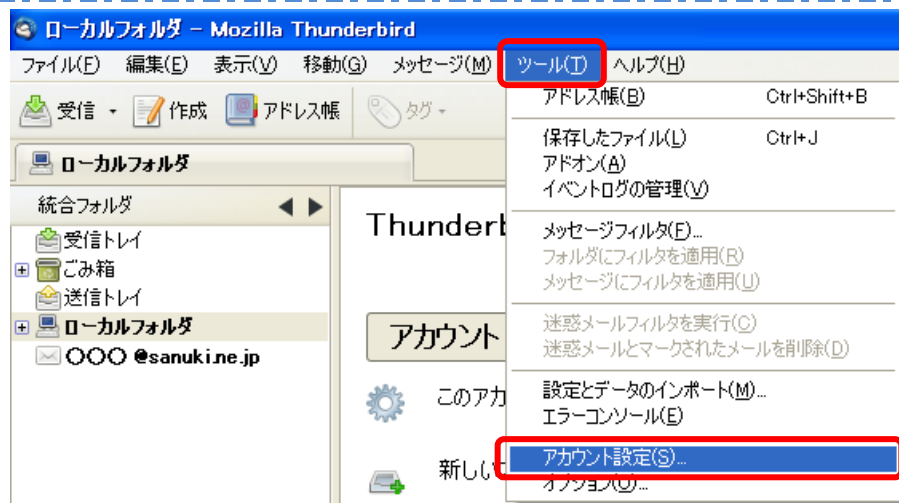 ローカルフォルダ - Mozilla Thunderbird
ファイル(F) 編集(E) 表示(V) 移動(G) メッセージ(M) ツール(T) ヘルプ(H)
受信 作成 アドレス帳 タグ
アドレス帳(B) Ctrl+Shift+B
保存したファイル(L) Ctrl+J
アドオン(A)
イベントログの管理(V)
メッセージフィルタ(F)...
フォルダにフィルタを適用(R)
メッセージにフィルタを適用(U)
迷惑メールフィルタを実行(C)
迷惑メールとマークされたメールを削除(D)
設定とデータのインポート(M)...
エラーコンソール(E)
アカウント設定(S)...
オプション(O)...
ローカルフォルダ
統合フォルダ
受信トレイ
ごみ箱
送信トレイ
ローカルフォルダ
〇〇〇 @sanuki.ne.jp
Thunderb
アカウント
このアカ
新しい